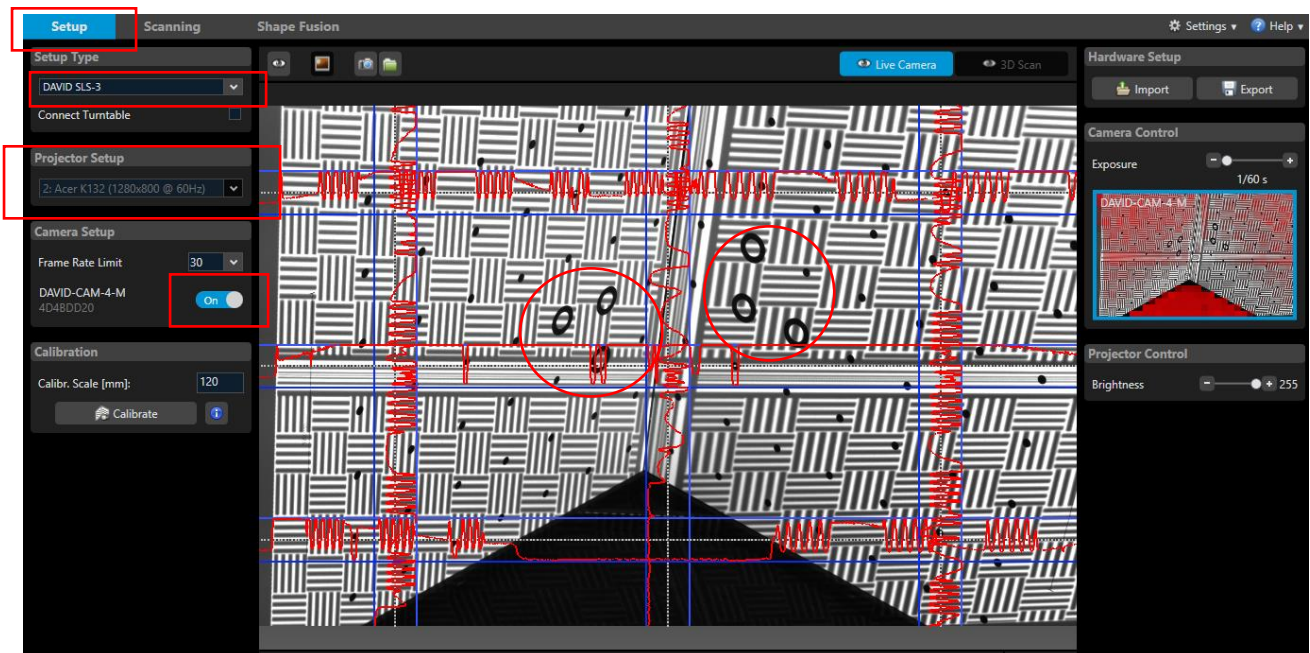 Setup Scanning Shape Fusion Settings Help
Setup Type
DAVID SLS-3
Connect Turntable
Projector Setup
2: Acer K132 (1280x800 @ 60Hz)
Camera Setup
Frame Rate Limit 30
DAVID-CAM-4-M
4D4BDD20
On
Calibration
Calibr. Scale [mm]: 120
Calibrate
Live Camera 3D Scan
Hardware Setup
Import Export
Camera Control
Exposure - +
1/60 s
DAVID-CAM-4-M
Projector Control
Brightness - + 255